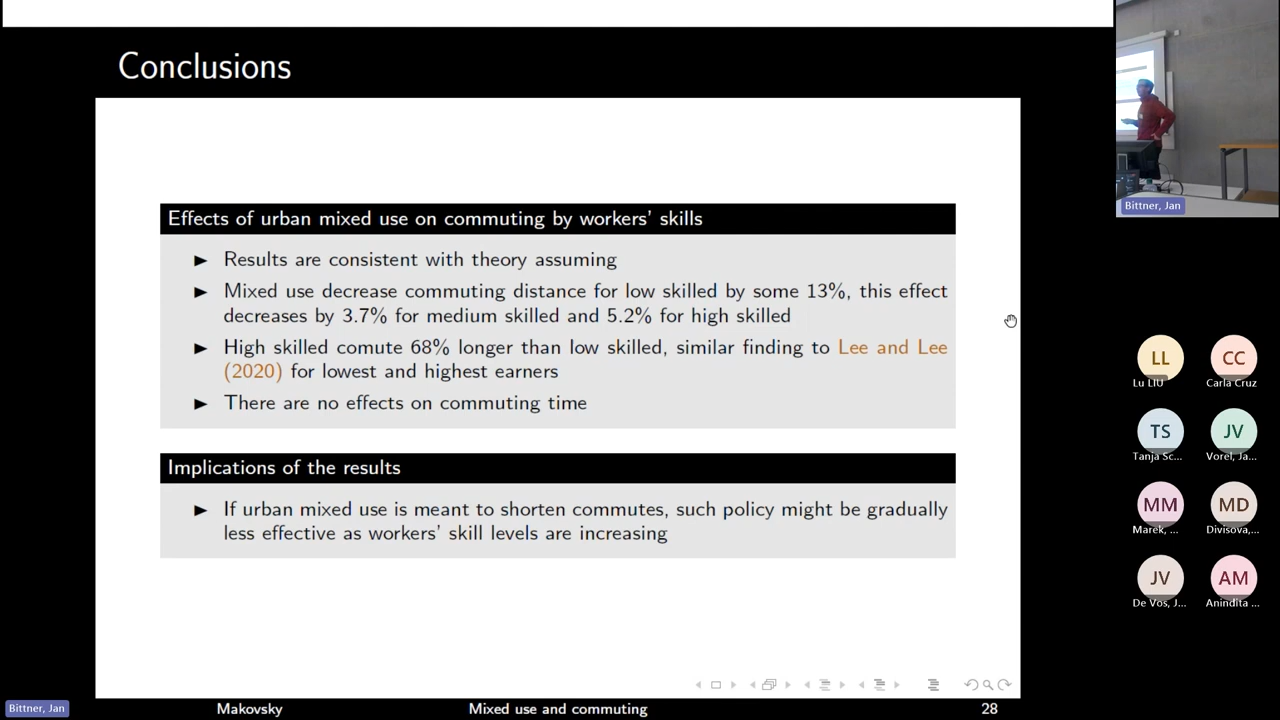 Conclusions
Effects of urban mixed use on commuting by workers' skills
Results are consistent with theory assuming
Mixed use decrease commuting distance for low skilled by some 13%, this effect
decreases by 3.7% for medium skilled and 5.2% for high skilled
High skilled comute 68% longer than low skilled, similar finding to Lee and Lee
(2020) for lowest and highest earners
There are no effects on commuting time
Implications of the results
If urban mixed use is meant to shorten commutes, such policy might be gradually
less effective as workers' skill levels are increasing
Makovsky
Mixed use and commuting
28
Bittner, Jan
Bittner, Jan
LL
Lu LIU
CC
Carla Cruz
TS
Tanja Sc...
JV
Vorel, Ja...
MM
Marek, ...
MD
Divisova,...
JV
De Vos, J...
AM
Anindita ...